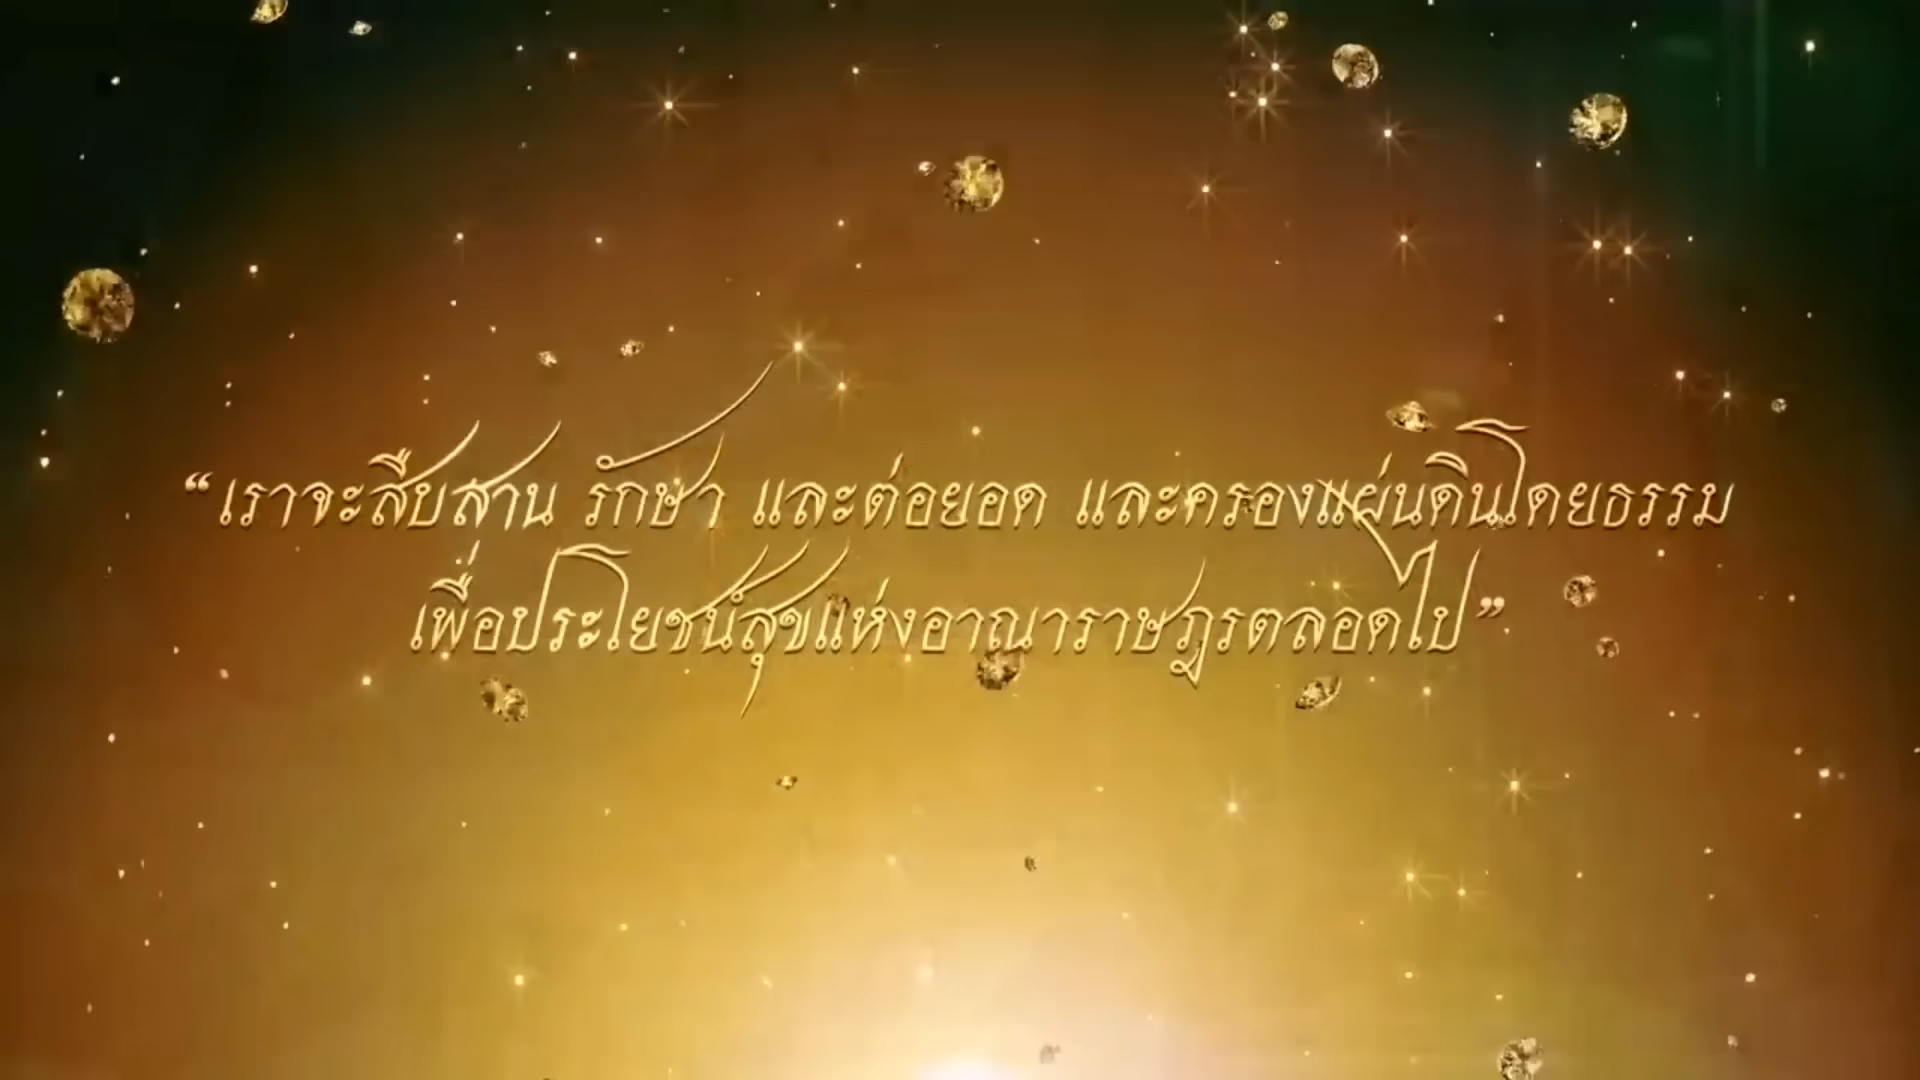 “เราจะสืบสาน รักษา และต่อยอด และครองแผ่นดินโดยธรรม
เพื่อประโยชน์สุขแห่งอาณาราษฎรตลอดไป”